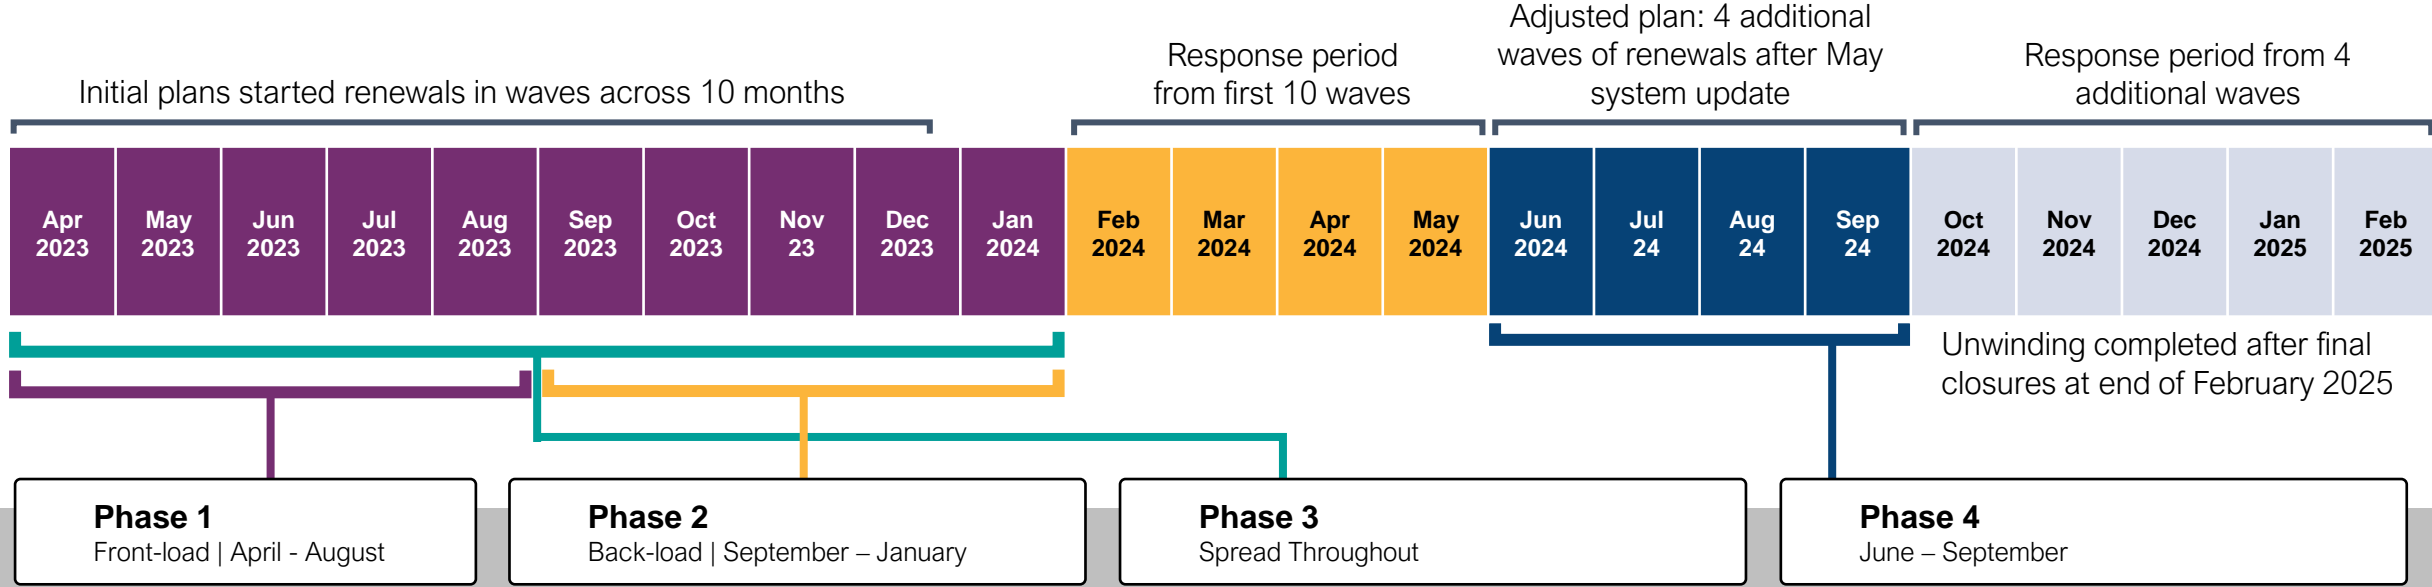 Initial plans started renewals in waves across 10 months
Response period
from first 10 waves
Adjusted plan: 4 additional
waves of renewals after May
system update
Response period from 4
additional waves
Apr
2023
May
2023
Jun
2023
Jul
2023
Aug
2023
Sep
2023
Oct
2023
Nov
23
Dec
2023
Jan
2024
Feb
2024
Mar
2024
Apr
2024
May
2024
Jun
2024
Jul
24
Aug
24
Sep
24
Oct
2024
Nov
2024
Dec
2024
Jan
2025
Feb
2025
Unwinding completed after final
closures at end of February 2025
Phase 1
Front-load | April - August
Phase 2
Back-load | September – January
Phase 3
Spread Throughout
Phase 4
June – September